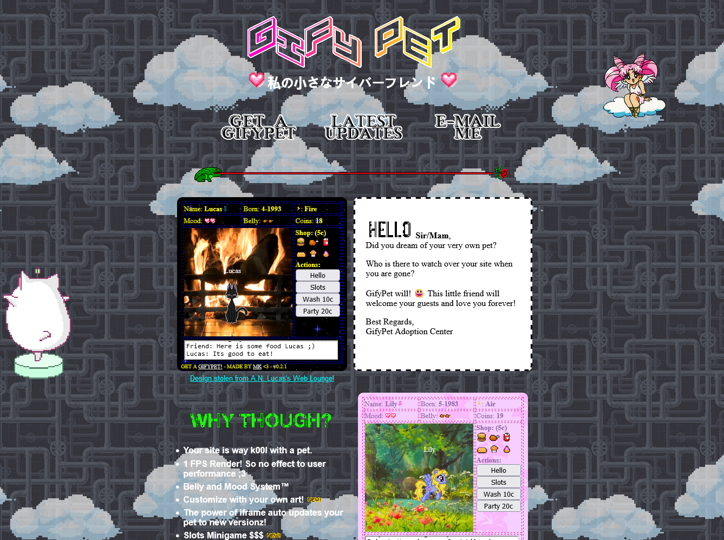 GIFY PET
私の小さなサイバーフレンド
GET A GIFYPET
LATEST UPDATES
E-MAIL ME
Name: Lucas
Born: 4-1993
: Fire
Mood:
Belly:
Coins: 18
Shop: (5c)
Actions:
Hello
Slots
Wash 10c
Party 20c
Lucas
Friend: Here is some food Lucas ;)
Lucas: Its good to eat!
GET A GIFYPET! - MADE BY MK <3 - v0.2.1
Design stolen from A.N. Lucas's Web Lounge!
HELLO Sir/Mam,
Did you dream of your very own pet?
Who is there to watch over your site when
you are gone?
GifyPet will! This little friend will
welcome your guests and love you forever!
Best Regards,
GifyPet Adoption Center
WHY THOUGH?
Your site is way k00l with a pet.
1 FPS Render! So no effect to user
performance ;3
Belly and Mood System™
Customize with your own art!
The power of iframe auto updates your
pet to new versionz!
Slots Minigame $$$
Name: Lily
Born: 5-1983
: Air
Mood:
Belly:
Coins: 19
Shop: (5c)
Actions:
Hello
Slots
Wash 10c
Party 20c
Lily